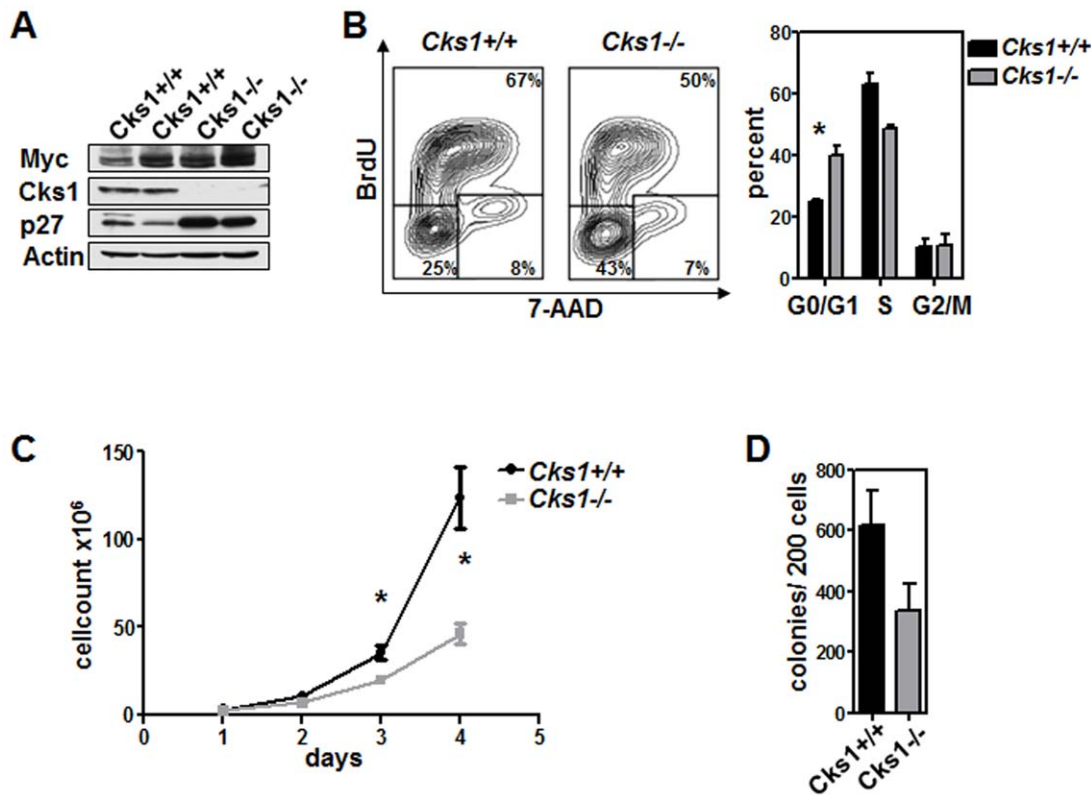 A
Cks1+/+
Cks1+/+
Cks1-/-
Cks1-/-
Myc
Cks1
p27
Actin
B
Cks1+/+
Cks1-/-
67%
25%
8%
50%
43%
7%
BrdU
7-AAD
percent
80
60
40
20
0
*
G0/G1 S G2/M
Cks1+/+
Cks1-/-
C
cellcount x10⁶
150
100
50
0
0 1 2 3 4 5
days
*
*
Cks1+/+
Cks1-/-
D
colonies/ 200 cells
800
600
400
200
0
Cks1+/+
Cks1-/-